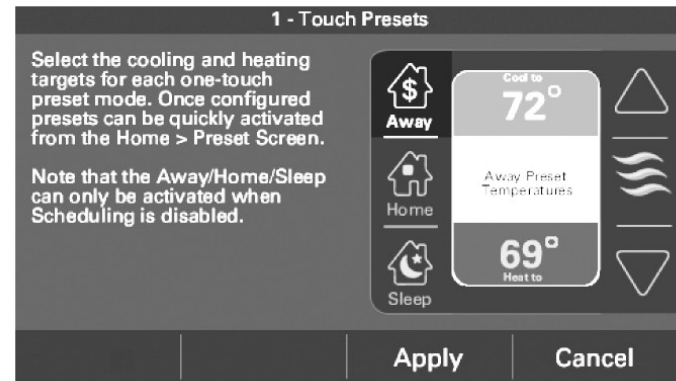 1 - Touch Presets
Select the cooling and heating
targets for each one-touch
preset mode. Once configured
presets can be quickly activated
from the Home > Preset Screen.
Note that the Away/Home/Sleep
can only be activated when
Scheduling is disabled.
$
Away
Home
Sleep
Cool to
72°
Away Preset
Temperatures
69°
Heat to
Apply
Cancel